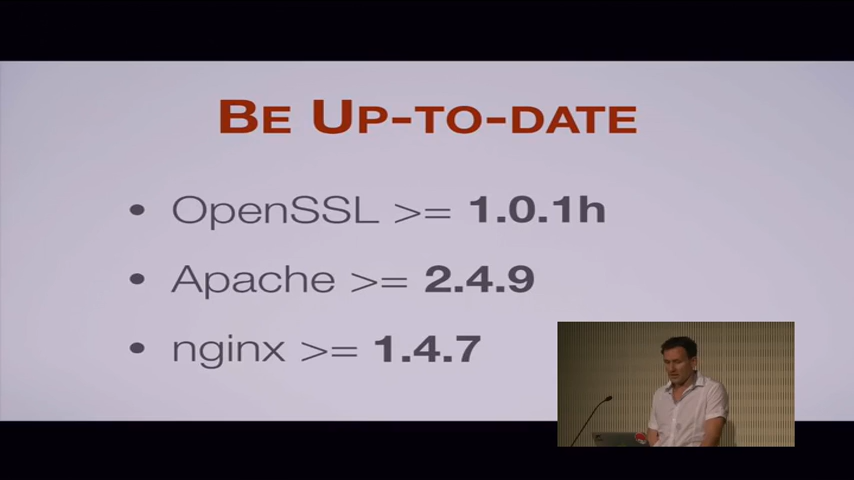 BE UP-TO-DATE
• OpenSSL >= 1.0.1h
• Apache >= 2.4.9
• nginx >= 1.4.7